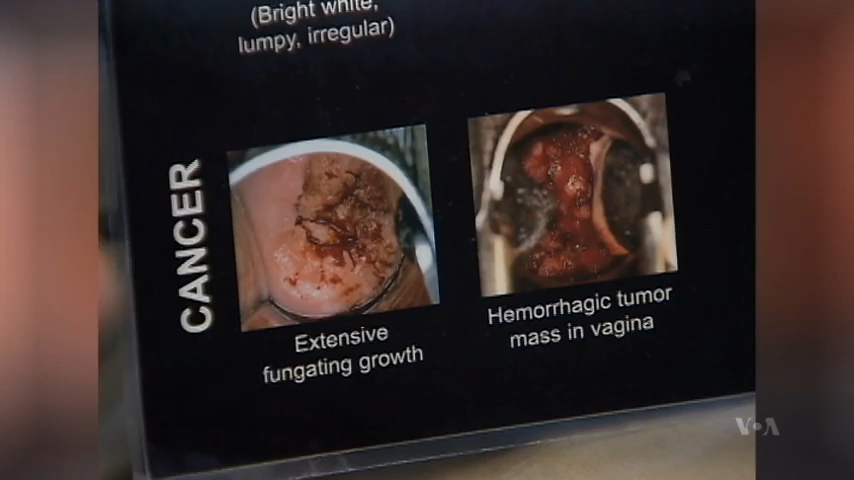 (Bright white,
lumpy, irregular)
CANCER
Extensive
fungating growth
Hemorrhagic tumor
mass in vagina
VOA